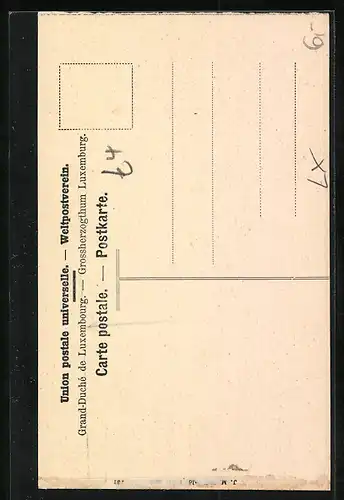 Union postale universelle. — Weltpostverein.
Grand-Duché de Luxembourg. — Grossherzogthum Luxemburg.
Carte postale. — Postkarte.
J. M